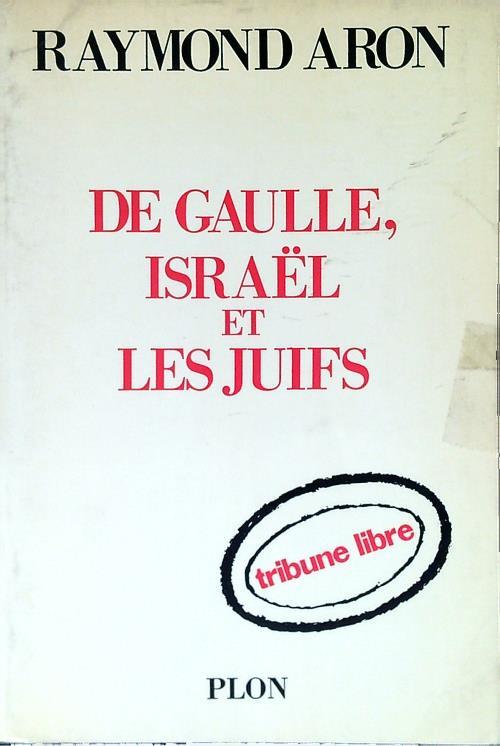 RAYMOND ARON
DE GAULLE,
ISRAËL
ET
LES JUIFS
tribune libre
PLON